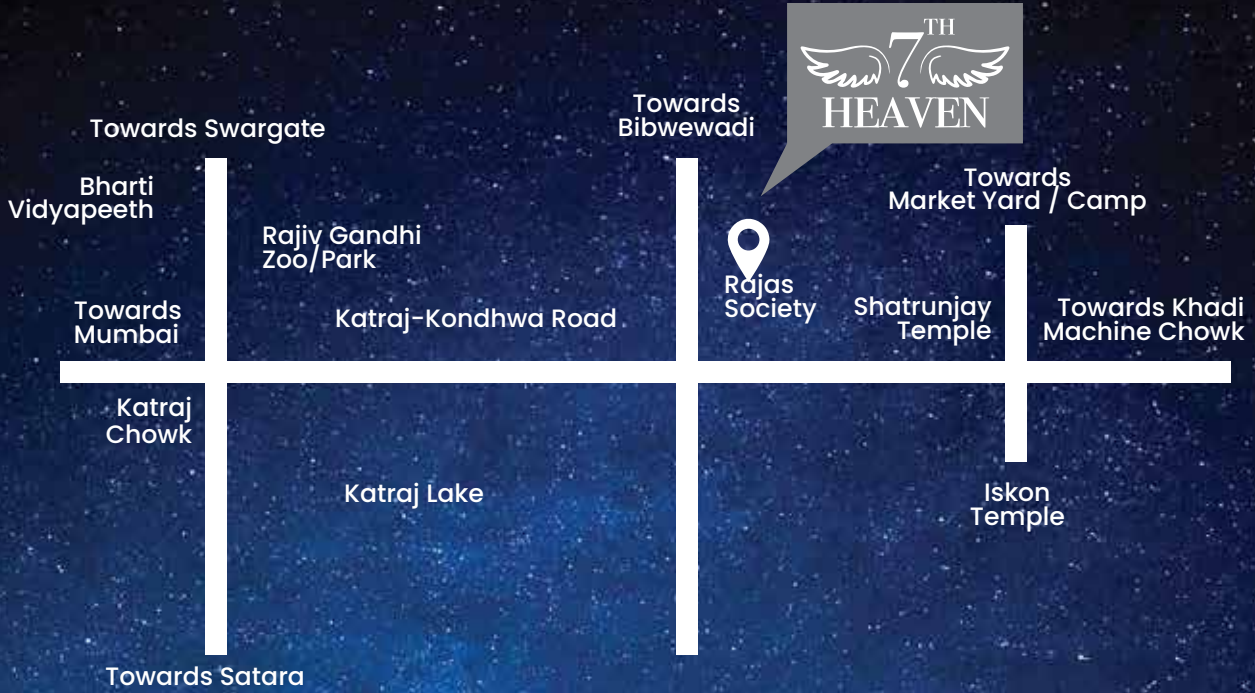 7TH
HEAVEN
Towards
Bibwewadi
Towards Swargate
Bharti
Vidyapeeth
Towards
Market Yard / Camp
Rajiv Gandhi
Zoo/Park
Rajas
Society
Shatrunjay
Temple
Towards Khadi
Machine Chowk
Towards
Mumbai
Katraj-Kondhwa Road
Katraj
Chowk
Katraj Lake
Iskon
Temple
Towards Satara